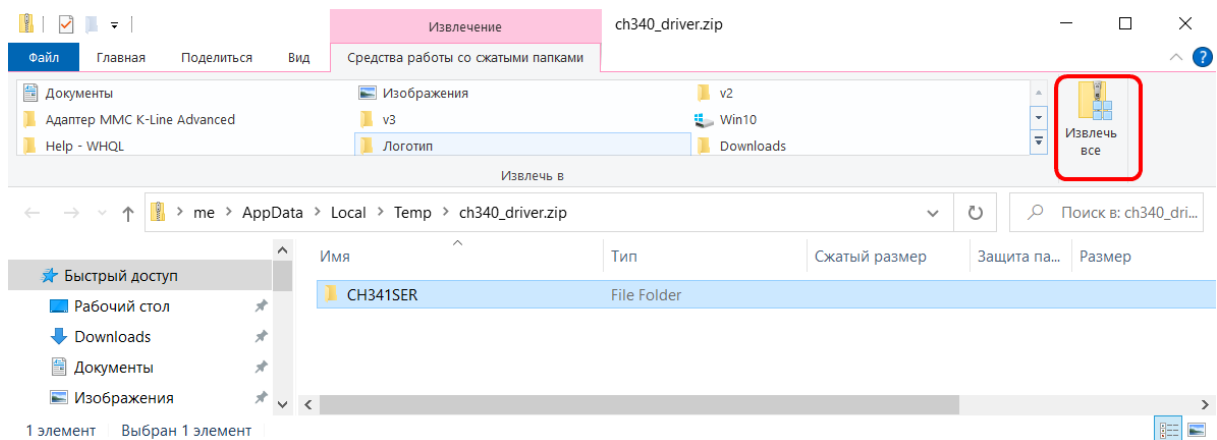 Извлечение
ch340_driver.zip
Файл Главная Поделиться Вид Средства работы со сжатыми папками
Документы Изображения v2
Адаптер ММС K-Line Advanced v3 Win10
Help - WHQL Логотип Downloads
Извлечь
все
Извлечь в
me > AppData > Local > Temp > ch340_driver.zip Поиск в: ch340_dri...
Имя Тип Сжатый размер Защита па... Размер
Быстрый доступ
CH341SER File Folder
Рабочий стол
Downloads
Документы
Изображения
1 элемент Выбран 1 элемент